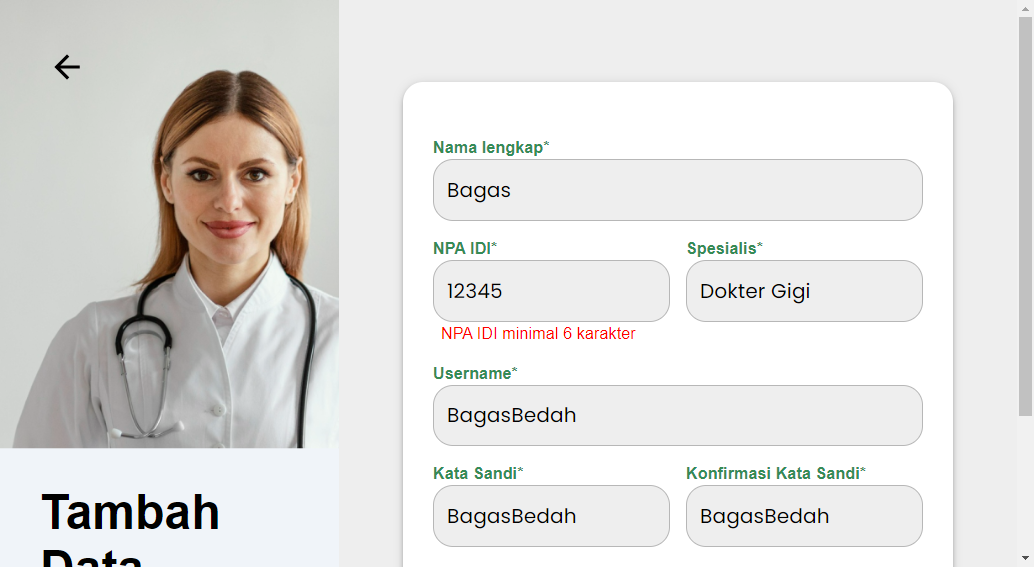 Nama lengkap*
Bagas
NPA IDI*
Spesialis*
12345
Dokter Gigi
NPA IDI minimal 6 karakter
Username*
BagasBedah
Kata Sandi*
Konfirmasi Kata Sandi*
BagasBedah
BagasBedah
Tambah
Data